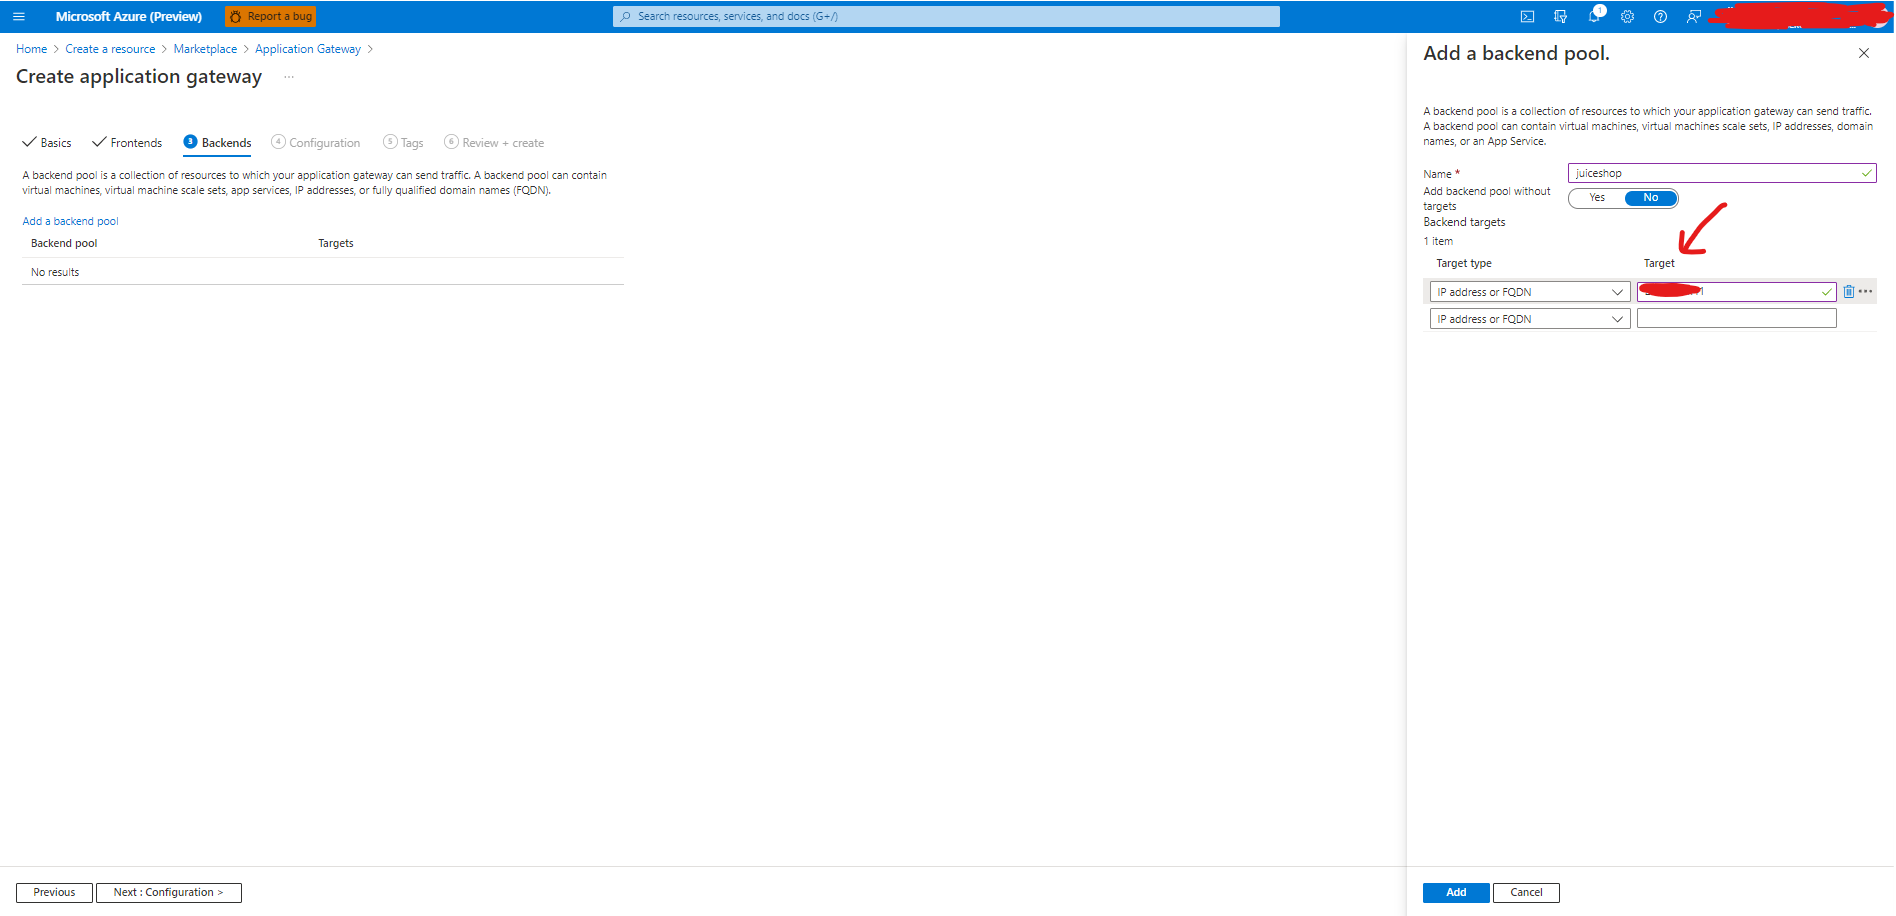 Microsoft Azure (Preview)
Report a bug
Search resources, services, and docs (G+/)
1
Home > Create a resource > Marketplace > Application Gateway >
Create application gateway ...
Basics
Frontends
3 Backends
4 Configuration
5 Tags
6 Review + create
A backend pool is a collection of resources to which your application gateway can send traffic. A backend pool can contain
virtual machines, virtual machine scale sets, app services, IP addresses, or fully qualified domain names (FQDN).
Add a backend pool
Backend pool Targets
No results
Previous
Next : Configuration >
Add a backend pool.
A backend pool is a collection of resources to which your application gateway can send traffic.
A backend pool can contain virtual machines, virtual machines scale sets, IP addresses, domain
names, or an App Service.
Name * juiceshop
Add backend pool without
targets
Yes No
Backend targets
1 item
Target type Target
IP address or FQDN
IP address or FQDN
Add
Cancel